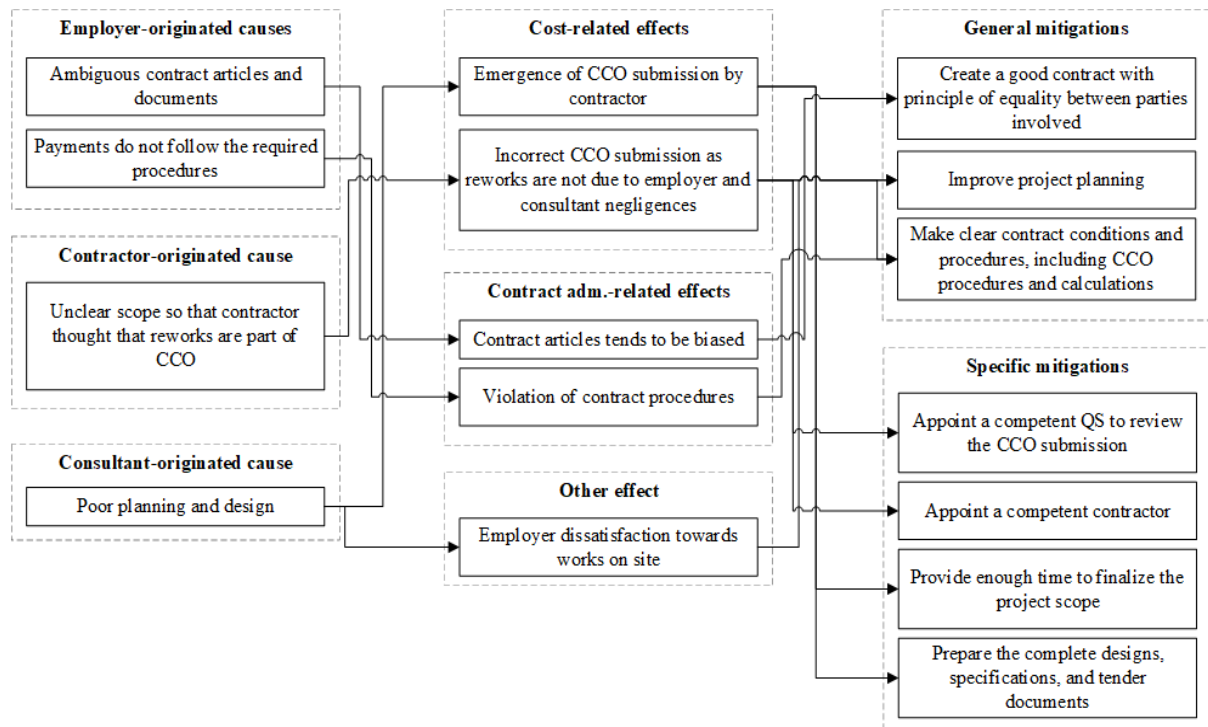 Employer-originated causes
Ambiguous contract articles and
documents
Payments do not follow the required
procedures
Contractor-originated cause
Unclear scope so that contractor
thought that reworks are part of
CCO
Consultant-originated cause
Poor planning and design
Cost-related effects
Emergence of CCO submission by
contractor
Incorrect CCO submission as
reworks are not due to employer and
consultant negligences
Contract adm.-related effects
Contract articles tends to be biased
Violation of contract procedures
Other effect
Employer dissatisfaction towards
works on site
General mitigations
Create a good contract with
principle of equality between parties
involved
Improve project planning
Make clear contract conditions and
procedures, including CCO
procedures and calculations
Specific mitigations
Appoint a competent QS to review
the CCO submission
Appoint a competent contractor
Provide enough time to finalize the
project scope
Prepare the complete designs,
specifications, and tender
documents